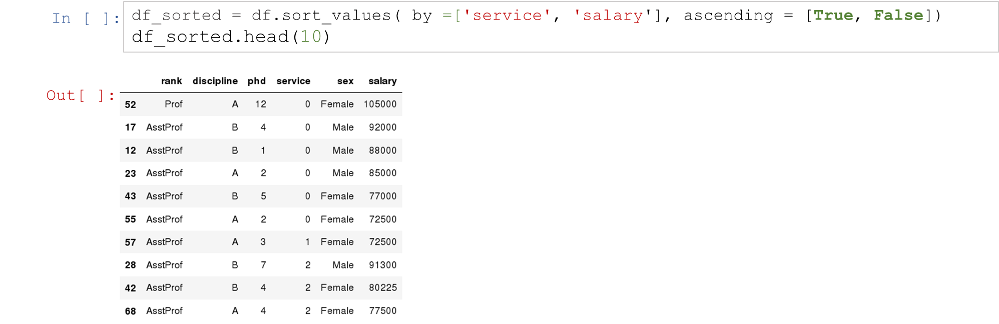 In [ ]: df_sorted = df.sort_values( by =['service', 'salary'], ascending = [True, False])
df_sorted.head(10)
rank discipline phd service sex salary
Out[ ]:
52 Prof A 12 0 Female 105000
17 AsstProf B 4 0 Male 92000
12 AsstProf B 1 0 Male 88000
23 AsstProf A 2 0 Male 85000
43 AsstProf B 5 0 Female 77000
55 AsstProf A 2 0 Female 72500
57 AsstProf A 3 1 Female 72500
28 AsstProf B 7 2 Male 91300
42 AsstProf B 4 2 Female 80225
68 AsstProf A 4 2 Female 77500